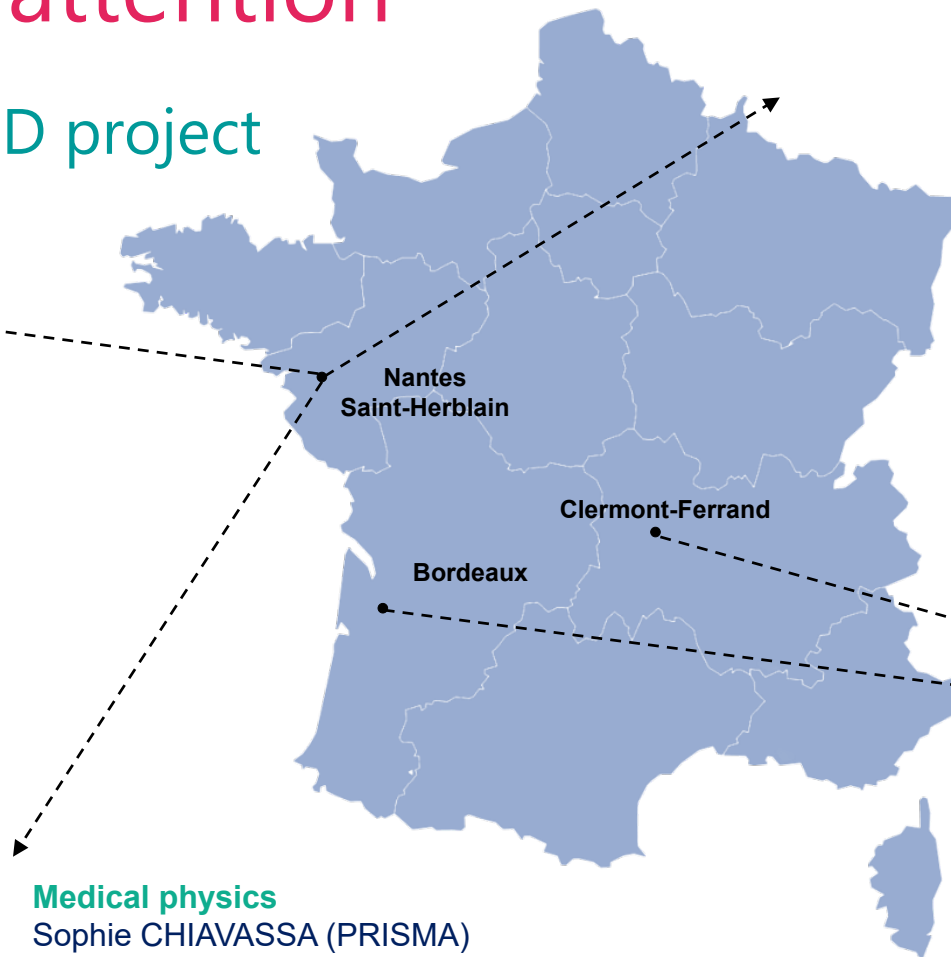 attention
D project
Nantes
Saint-Herblain
Clermont-Ferrand
Bordeaux
Medical physics
Sophie CHIAVASSA (PRISMA)